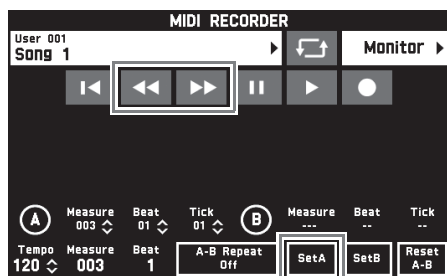 MIDI RECORDER
User 001
Song 1
Monitor
A Measure Beat Tick B Measure Beat Tick
003 01 01 --- -- --
Tempo Measure Beat A-B Repeat SetA SetB Reset
120 003 1 Off A-B